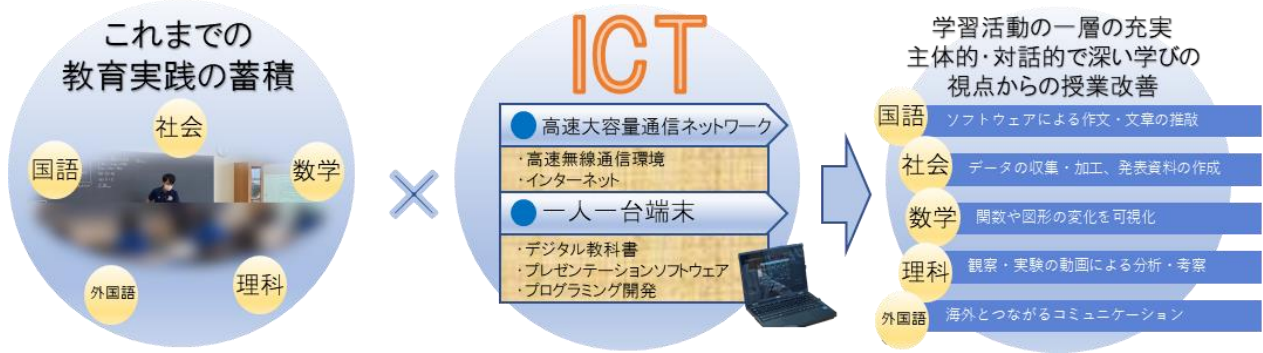 これまでの
教育実践の蓄積
社会
国語
数学
外国語
理科
×
ICT
高速大容量通信ネットワーク
・高速無線通信環境
・インターネット
一人一台端末
・デジタル教科書
・プレゼンテーションソフトウェア
・プログラミング開発
学習活動の一層の充実
主体的・対話的で深い学びの
視点からの授業改善
国語 ソフトウェアによる作文・文章の推敲
社会 データの収集・加工、発表資料の作成
数学 関数や図形の変化を可視化
理科 観察・実験の動画による分析・考察
外国語 海外とつながるコミュニケーション